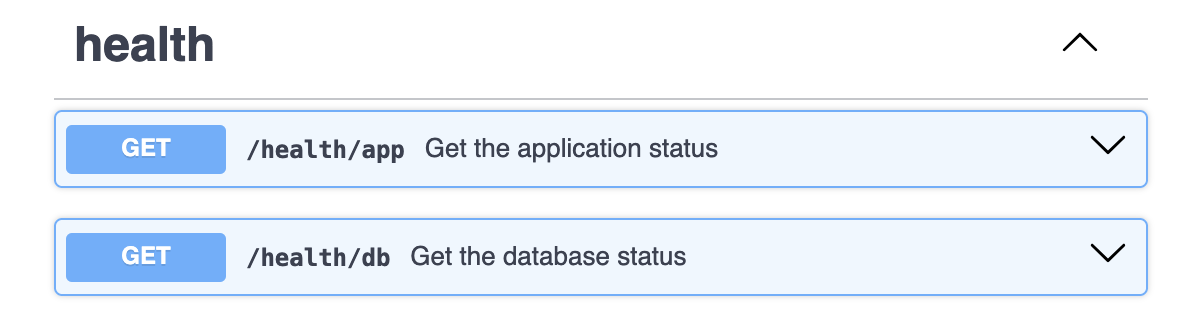 health
GET /health/app Get the application status
GET /health/db Get the database status